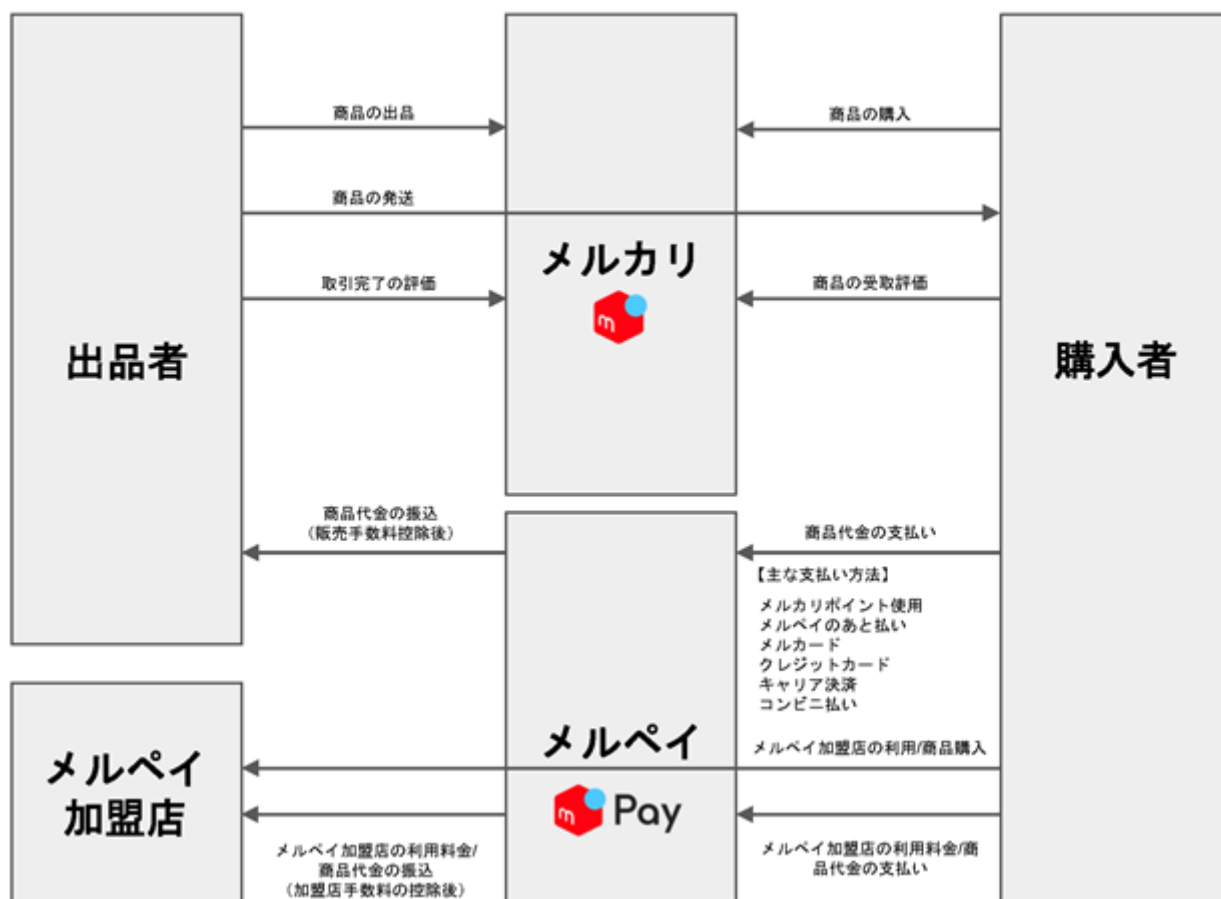 商品の出品
商品の購入
商品の発送
メルカリ
m
取引完了の評価
商品の受取評価
出品者
購入者
商品代金の振込
（販売手数料控除後）
商品代金の支払い
【主な支払い方法】
メルカリポイント使用
メルペイのあと払い
メルカード
クレジットカード
キャリア決済
コンビニ払い
メルペイ
m Pay
メルペイ加盟店の利用/商品購入
メルペイ
加盟店
メルペイ加盟店の利用料金/
商品代金の振込
（加盟店手数料の控除後）
メルペイ加盟店の利用料金/商
品代金の支払い